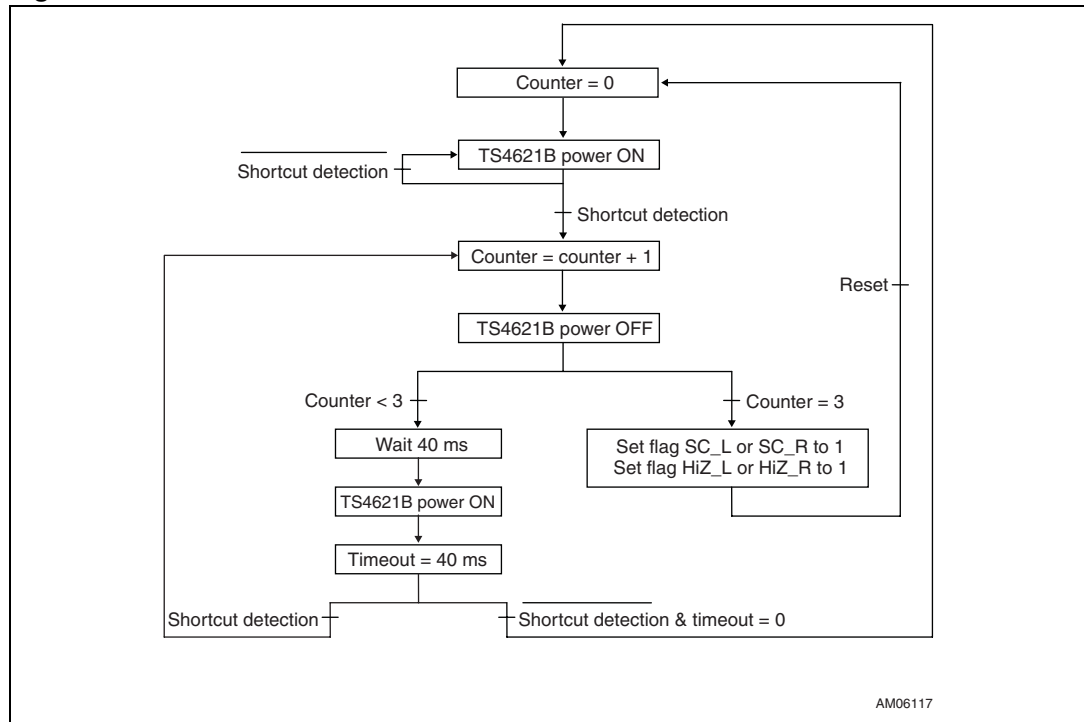 Counter = 0
TS4621B power ON
Shortcut detection
Shortcut detection
Counter = counter + 1
Reset
TS4621B power OFF
Counter < 3
Counter = 3
Wait 40 ms
Set flag SC_L or SC_R to 1
Set flag HiZ_L or HiZ_R to 1
TS4621B power ON
Timeout = 40 ms
Shortcut detection
Shortcut detection & timeout = 0
AM06117